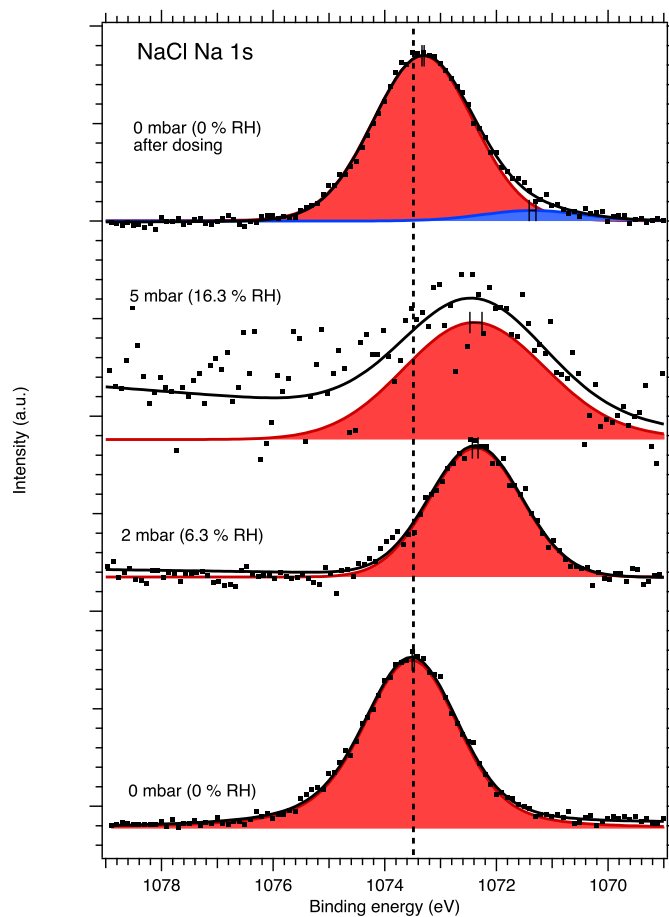 NaCl Na 1s
0 mbar (0 % RH)
after dosing
5 mbar (16.3 % RH)
Intensity (a.u.)
2 mbar (6.3 % RH)
0 mbar (0 % RH)
1078 1076 1074 1072 1070
Binding energy (eV)